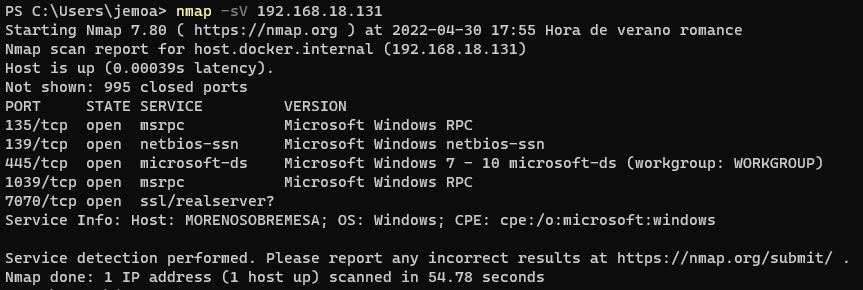 PS C:\Users\jemoa> nmap -sV 192.168.18.131
Starting Nmap 7.80 ( https://nmap.org ) at 2022-04-30 17:55 Hora de verano romance
Nmap scan report for host.docker.internal (192.168.18.131)
Host is up (0.00039s latency).
Not shown: 995 closed ports
PORT     STATE SERVICE         VERSION
135/tcp  open  msrpc           Microsoft Windows RPC
139/tcp  open  netbios-ssn     Microsoft Windows netbios-ssn
445/tcp  open  microsoft-ds    Microsoft Windows 7 - 10 microsoft-ds (workgroup: WORKGROUP)
1039/tcp open  msrpc           Microsoft Windows RPC
7070/tcp open  ssl/realserver?
Service Info: Host: MORENOSOBREMESA; OS: Windows; CPE: cpe:/o:microsoft:windows

Service detection performed. Please report any incorrect results at https://nmap.org/submit/ .
Nmap done: 1 IP address (1 host up) scanned in 54.78 seconds